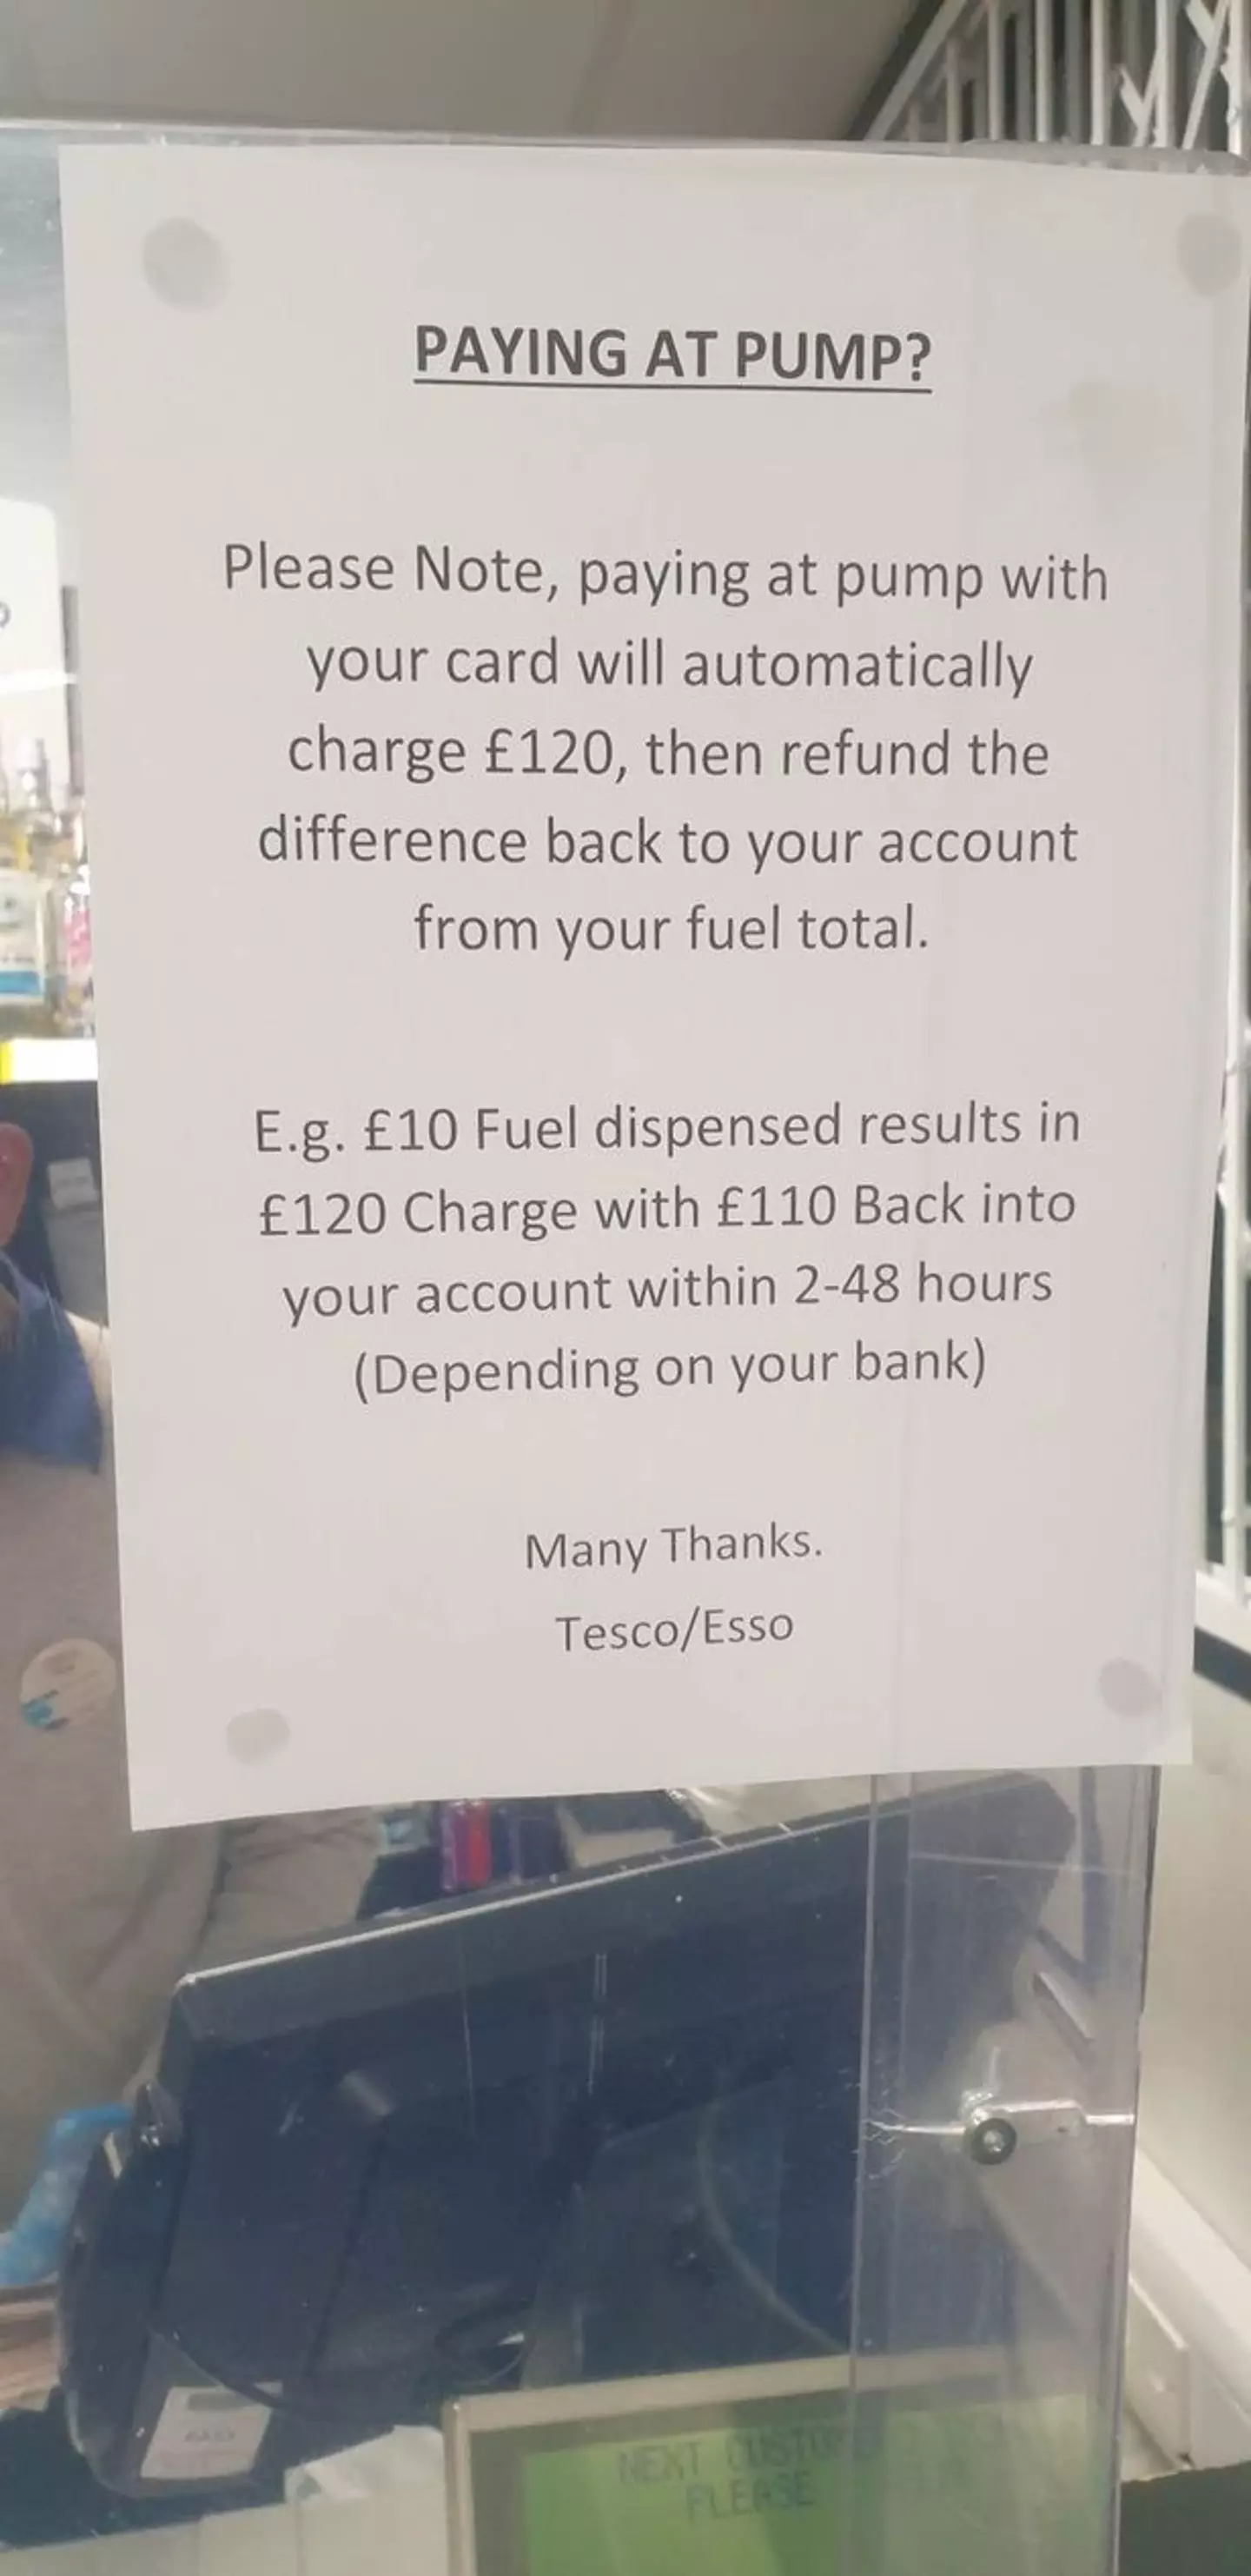 PAYING AT PUMP?
Please Note, paying at pump with
your card will automatically
charge £120, then refund the
difference back to your account
from your fuel total.
E.g. £10 Fuel dispensed results in
£120 Charge with £110 Back into
your account within 2-48 hours
(Depending on your bank)
Many Thanks.
Tesco/Esso
NEXT
PLEASE